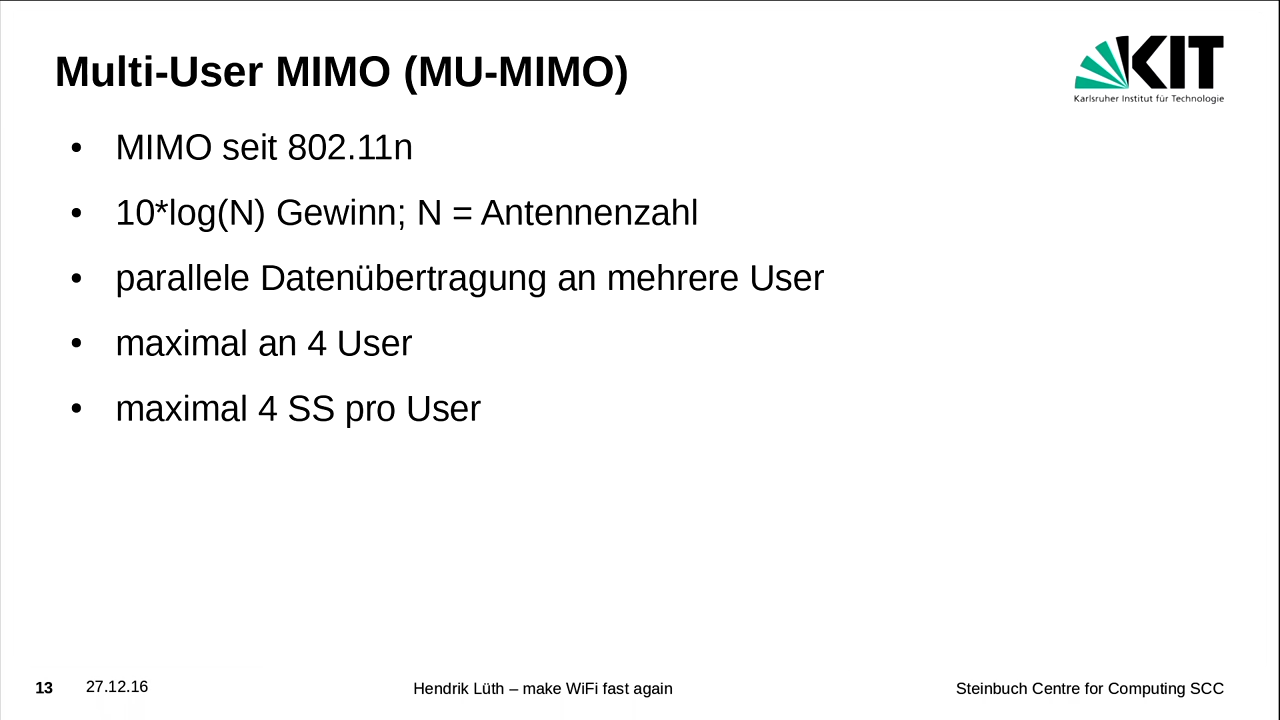 Multi-User MIMO (MU-MIMO)
KIT
Karlsruher Institut für Technologie
• MIMO seit 802.11n
• 10*log(N) Gewinn; N = Antennenzahl
• parallele Datenübertragung an mehrere User
• maximal an 4 User
• maximal 4 SS pro User
13 27.12.16 Hendrik Lüth – make WiFi fast again Steinbuch Centre for Computing SCC